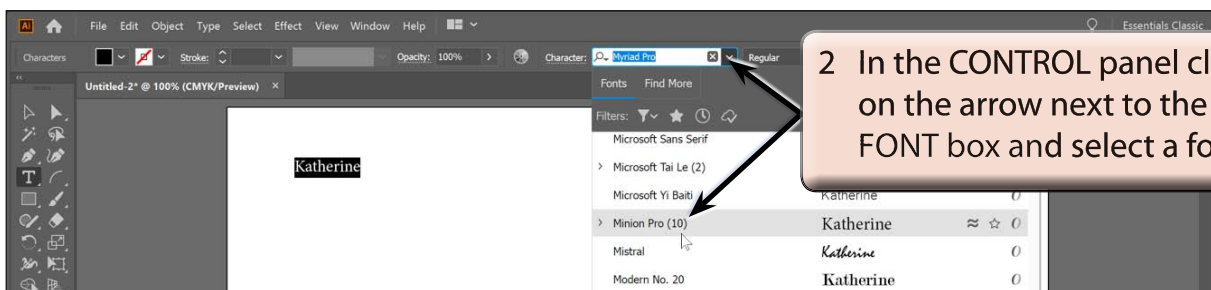 Ai File Edit Object Type Select Effect View Window Help Essentials Classic
Characters Stroke: Opacity: 100% Character: Myriad Pro Regular
Untitled-2* @ 100% (CMYK/Preview) ×
Fonts Find More
Filters:
Microsoft Sans Serif
Microsoft Tai Le (2)
Microsoft Yi Baiti Katherine
Minion Pro (10) Katherine
Mistral Katherine
Modern No. 20 Katherine
Katherine
2 In the CONTROL panel cl
on the arrow next to the
FONT box and select a fo